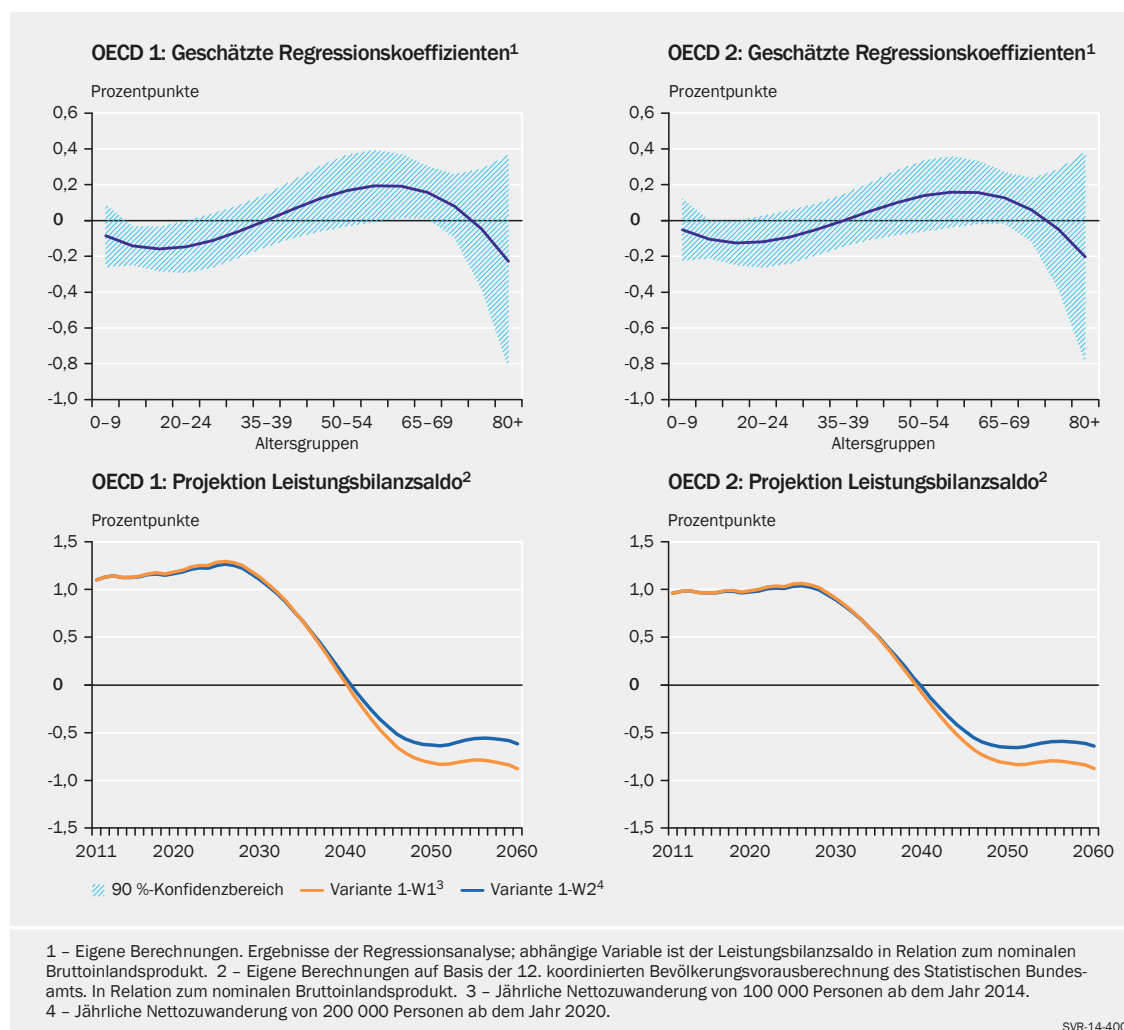 OECD 1: Geschätzte Regressionskoeffizienten¹
Prozentpunkte
0,6
0,4
0,2
0
-0,2
-0,4
-0,6
-0,8
-1,0
0–9 20–24 35–39 50–54 65–69 80+
Altersgruppen
OECD 2: Geschätzte Regressionskoeffizienten¹
Prozentpunkte
0,6
0,4
0,2
0
-0,2
-0,4
-0,6
-0,8
-1,0
0–9 20–24 35–39 50–54 65–69 80+
Altersgruppen
OECD 1: Projektion Leistungsbilanzsaldo²
Prozentpunkte
1,5
1,0
0,5
0
-0,5
-1,0
-1,5
2011 2020 2030 2040 2050 2060
OECD 2: Projektion Leistungsbilanzsaldo²
Prozentpunkte
1,5
1,0
0,5
0
-0,5
-1,0
-1,5
2011 2020 2030 2040 2050 2060
90 %-Konfidenzbereich Variante 1-W1³ Variante 1-W2⁴
1 – Eigene Berechnungen. Ergebnisse der Regressionsanalyse; abhängige Variable ist der Leistungsbilanzsaldo in Relation zum nominalen
Bruttoinlandsprodukt. 2 – Eigene Berechnungen auf Basis der 12. koordinierten Bevölkerungsvorausberechnung des Statistischen Bundes-
amts. In Relation zum nominalen Bruttoinlandsprodukt. 3 – Jährliche Nettozuwanderung von 100 000 Personen ab dem Jahr 2014.
4 – Jährliche Nettozuwanderung von 200 000 Personen ab dem Jahr 2020.
SVR-14-400